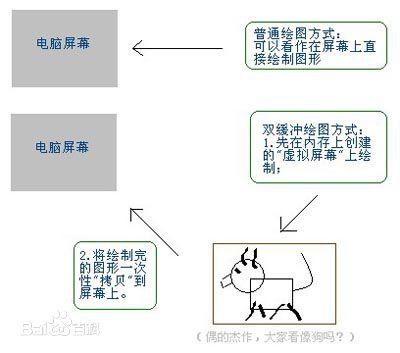 电脑屏幕
普通绘图方式:
可以看作在屏幕上直
接绘制图形
电脑屏幕
双缓冲绘图方式:
1.先在内存上创建
的"虚拟屏幕"上绘
制;
2.将绘制完
的图形一次
性"拷贝"到
屏幕上。
Bai百科
(偶的杰作,大家看像狗吗?)